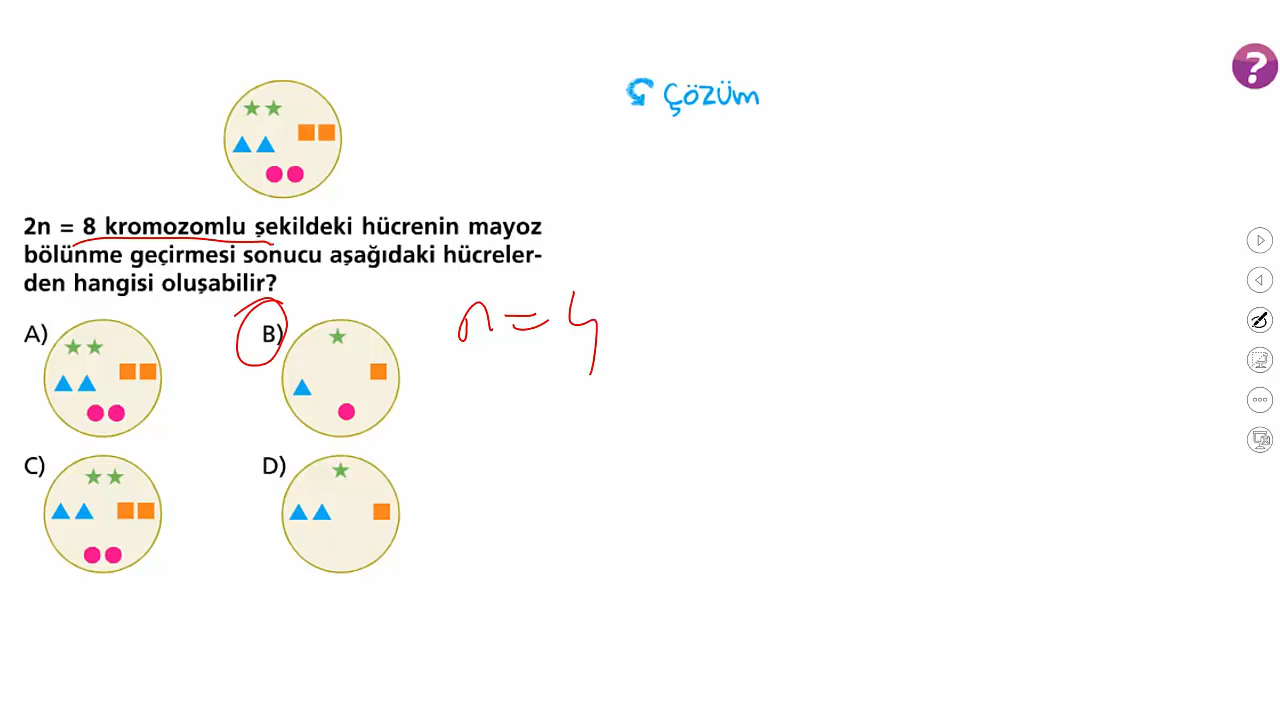 ?
Çözüm
2n = 8 kromozomlu şekildeki hücrenin mayoz
bölünme geçirmesi sonucu aşağıdaki hücreler-
den hangisi oluşabilir?
A)
B)
n = 4
C)
D)